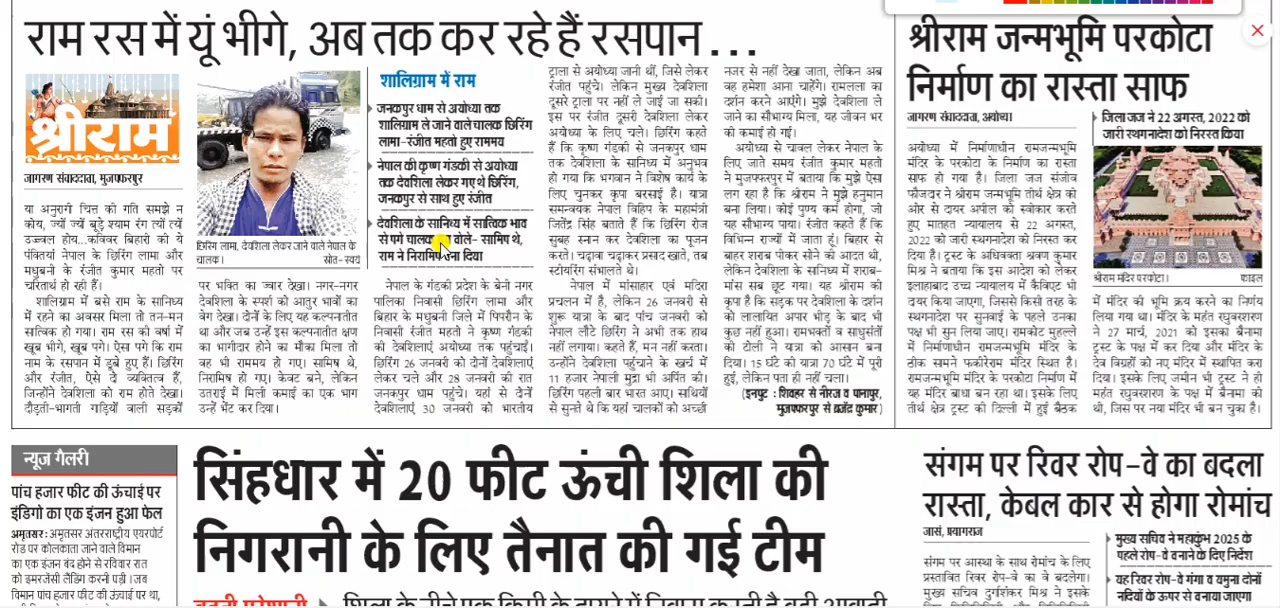 राम रस में यूं भीगे, अब तक कर रहे हैं रसपान...
श्रीराम
जागरण संवाददाता, मुजफ्फरपुर
या अनुरागी चित्त की गति समझे न
कोय, ज्यों ज्यों बूड़े श्याम रंग त्यों त्यों
उज्ज्वल होय...कविवर बिहारी की ये
पंक्तियां नेपाल के छिरिंग लामा और
मधुबनी के रंजीत कुमार महतो पर
चरितार्थ हो रही हैं।
शालिग्राम में बसे राम के सानिध्य
में रहने का अवसर मिला तो तन-मन
सात्विक हो गया। राम रस की वर्षा में
खूब भीगे, खूब पगे। ऐसे पगे कि राम
नाम के रसपान में डूबे हुए हैं। छिरिंग
और रंजीत, ऐसे दो व्यक्तित्व हैं,
जिन्होंने देवशिला को राम होते देखा।
दौड़ती-भागती गाड़ियों वाली सड़कों
छिरिंग लामा, देवशिला लेकर जाने वाले नेपाल के
चालक। स्रोत- स्वयं
पर भक्ति का ज्वार देखा। नगर-नगर
देवशिला के स्पर्श को आतुर भावों का
वेग देखा। दोनों के लिए यह कल्पनातीत
था और जब उन्हें इस कल्पनातीत क्षण
का भागीदार होने का मौका मिला तो
वह भी राममय हो गए। सामिष थे,
निरामिष हो गए। केवट बने, लेकिन
उतराई में मिली कमाई का एक भाग
उन्हें भेंट कर दिया।
शालिग्राम में राम
जनकपुर धाम से अयोध्या तक
शालिग्राम ले जाने वाले चालक छिरिंग
लामा-रंजीत महतो हुए राममय
नेपाल की कृष्ण गंडकी से अयोध्या
तक देवशिला लेकर गए थे छिरिंग,
जनकपुर से साथ हुए रंजीत
देवशिला के सानिध्य में सात्विक भाव
से पगे चालक बोले- सामिष थे,
राम ने निरामिष बना दिया
नेपाल के गंडकी प्रदेश के बेनी नगर
पालिका निवासी छिरिंग लामा और
बिहार के मधुबनी जिले में पिपरौन के
निवासी रंजीत महतो ने कृष्ण गंडकी
की देवशिलाएं अयोध्या तक पहुंचाईं।
छिरिंग 26 जनवरी को दोनों देवशिलाएं
लेकर चले और 28 जनवरी की रात
जनकपुर धाम पहुंचे। यहां से दोनों
देवशिलाएं 30 जनवरी को भारतीय
ट्राला से अयोध्या जानी थीं, जिसे लेकर
रंजीत पहुंचे। लेकिन मुख्य देवशिला
दूसरे ट्राला पर नहीं ले जाई जा सकी।
इस पर रंजीत दूसरी देवशिला लेकर
अयोध्या के लिए चले। छिरिंग कहते
हैं कि कृष्ण गंडकी से जनकपुर धाम
तक देवशिला के सानिध्य में अनुभव
हो गया कि भगवान ने विशेष कार्य के
लिए चुनकर कृपा बरसाई है। यात्रा
समन्वयक नेपाल विहिप के महामंत्री
जितेंद्र सिंह बताते हैं कि छिरिंग रोज
सुबह स्नान कर देवशिला का पूजन
करते। चढ़ावा चढ़ाकर प्रसाद खाते, तब
स्टीयरिंग संभालते थे।
नेपाल में मांसाहार एवं मदिरा
प्रचलन में है, लेकिन 26 जनवरी से
शुरू यात्रा के बाद पांच जनवरी को
नेपाल लौटे छिरिंग ने अभी तक हाथ
नहीं लगाया। कहते हैं, मन नहीं करता।
उन्होंने देवशिला पहुंचाने के खर्च में
11 हजार नेपाली मुद्रा भी अर्पित की।
छिरिंग पहली बार भारत आए। साथियों
से सुनते थे कि यहां चालकों को अच्छी
नजर से नहीं देखा जाता, लेकिन अब
वह हमेशा आना चाहेंगे। रामलला का
दर्शन करने आएंगे। मुझे देवशिला ले
जाने का सौभाग्य मिला, यह जीवन भर
की कमाई हो गई।
अयोध्या से चावल लेकर नेपाल के
लिए जाते समय रंजीत कुमार महतो
ने मुजफ्फरपुर में बताया कि मुझे ऐसा
लग रहा है कि श्रीराम ने मुझे हनुमान
बना लिया। कोई पुण्य कर्म होगा, जो
यह सौभाग्य पाया। रंजीत कहते हैं कि
विभिन्न राज्यों में जाता हूं। बिहार से
बाहर शराब पीकर सोने की आदत थी,
लेकिन देवशिला के सानिध्य में शराब-
मांस सब छूट गया। यह श्रीराम की
कृपा है कि सड़क पर देवशिला के दर्शन
को लालायित अपार भीड़ के बाद भी
कुछ नहीं हुआ। रामभक्तों व साधुसंतों
की टोली ने यात्रा को आसान बना
दिया। 15 घंटे की यात्रा 70 घंटे में पूरी
हुई, लेकिन पता ही नहीं चला।
(इनपुट : शिवहर से नीरज व पानापुर,
मुजफ्फरपुर से ब्रजेंद्र कुमार)
श्रीराम जन्मभूमि परकोटा
निर्माण का रास्ता साफ
जागरण संवाददाता, अयोध्या
अयोध्या में निर्माणाधीन रामजन्मभूमि
मंदिर के परकोटा के निर्माण का रास्ता
साफ हो गया है। जिला जज संजीव
फौजदार ने श्रीराम जन्मभूमि तीर्थ क्षेत्र की
ओर से दायर अपील को स्वीकार करते
हुए मातहत न्यायालय से 22 अगस्त,
2022 को जारी स्थगनादेश को निरस्त कर
दिया है। ट्रस्ट के अधिवक्ता श्रवण कुमार
मिश्र ने बताया कि इस आदेश को लेकर
इलाहाबाद उच्च न्यायालय में कैविएट भी
दायर किया जाएगा, जिससे किसी तरह के
स्थगनादेश पर सुनवाई के पहले उनका
पक्ष भी सुन लिया जाए। रामकोट मुहल्ले
में निर्माणाधीन रामजन्मभूमि मंदिर के
ठीक सामने फकीरेराम मंदिर स्थित है।
रामजन्मभूमि मंदिर के परकोटा निर्माण में
यह मंदिर बाधा बन रहा था। इसके लिए
तीर्थ क्षेत्र ट्रस्ट की दिल्ली में हुई बैठक
जिला जज ने 22 अगस्त, 2022 को
जारी स्थगनादेश को निरस्त किया
श्रीराम मंदिर परकोटा। फाइल
में मंदिर की भूमि क्रय करने का निर्णय
लिया गया था। मंदिर के महंत रघुवरशरण
ने 27 मार्च, 2021 को इसका बैनामा
ट्रस्ट के पक्ष में कर दिया और मंदिर के
देव विग्रहों को नए मंदिर में स्थापित करा
दिया। इसके लिए जमीन भी ट्रस्ट ने ही
महंत रघुवरशरण के पक्ष में बैनामा की
थी, जिस पर नया मंदिर भी बन चुका है।
न्यूज गैलरी
पांच हजार फीट की ऊंचाई पर
इंडिगो का एक इंजन हुआ फेल
अमृतसर : अमृतसर अंतरराष्ट्रीय एयरपोर्ट
रोड पर कोलकाता जाने वाले विमान
का एक इंजन बंद होने से रविवार रात
को इमरजेंसी लैंडिंग करनी पड़ी। जब
विमान पांच हजार फीट की ऊंचाई पर था,
सिंहधार में 20 फीट ऊंची शिला की
निगरानी के लिए तैनात की गई टीम
संगम पर रिवर रोप-वे का बदला
रास्ता, केबल कार से होगा रोमांच
जासं, प्रयागराज
संगम पर आस्था के साथ रोमांच के लिए
प्रस्तावित रिवर रोप-वे का वे बदलेगा।
मुख्य सचिव दुर्गाशंकर मिश्र ने इसके
मुख्य सचिव ने महाकुंभ 2025 के
पहले रोप-वे बनाने के दिए निर्देश
यह रिवर रोप-वे गंगा व यमुना दोनों
नदियों के ऊपर से बनाया जाएगा